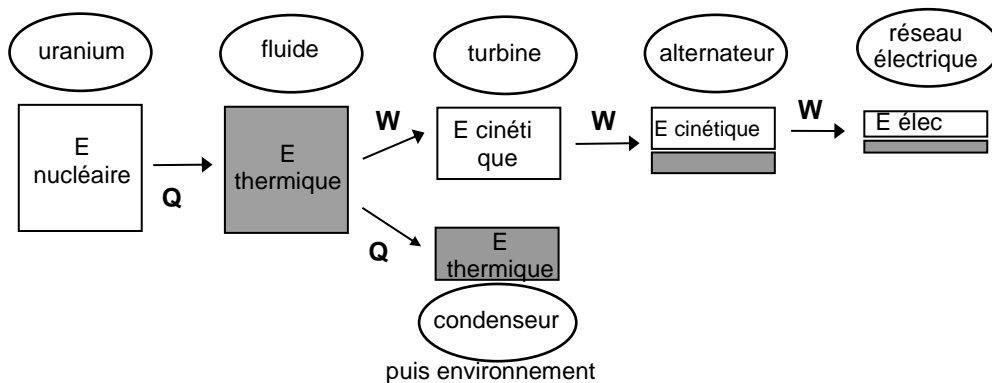 uranium
fluide
turbine
alternateur
réseau
électrique
E
nucléaire
Q
E
thermique
W
E cinéti
que
W
E cinétique
W
E élec
Q
E
thermique
condenseur
puis environnement